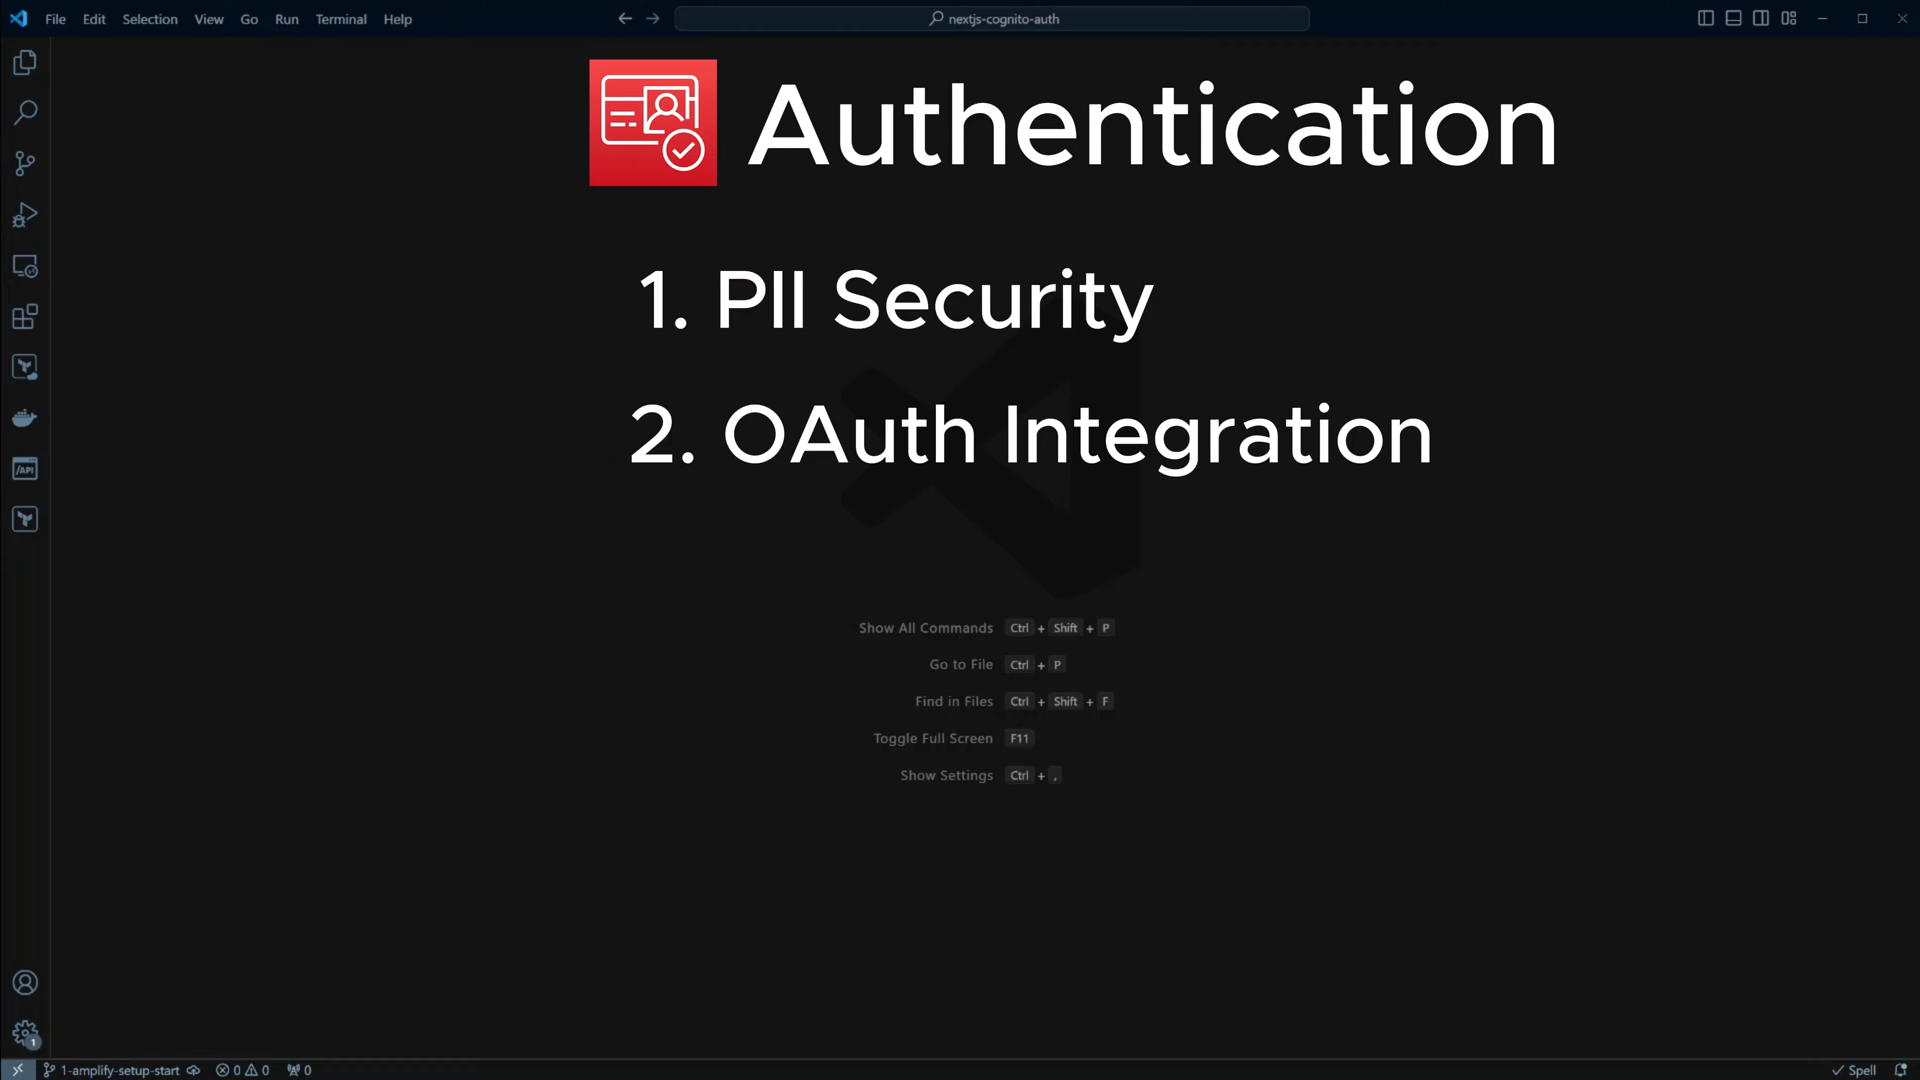 File Edit Selection View Go Run Terminal Help
nextjs-cognito-auth
Authentication
1. PII Security
2. OAuth Integration
/API
Show All Commands Ctrl + Shift + P
Go to File Ctrl + P
Find in Files Ctrl + Shift + F
Toggle Full Screen F11
Show Settings Ctrl + ,
1
1-amplify-setup-start 0 0 0 Spell